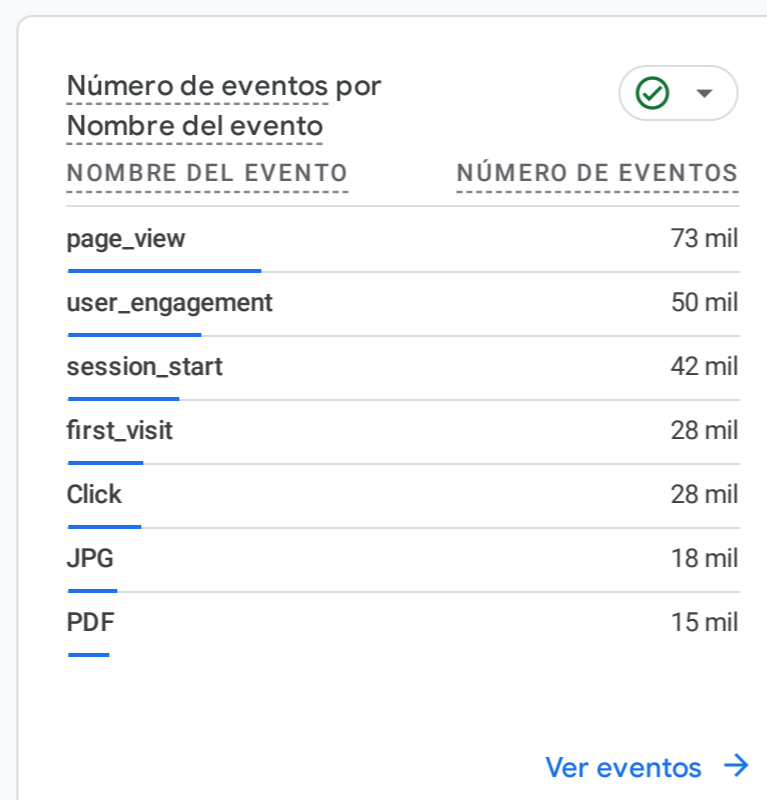 Número de eventos por
Nombre del evento
NOMBRE DEL EVENTO NÚMERO DE EVENTOS
page_view 73 mil
user_engagement 50 mil
session_start 42 mil
first_visit 28 mil
Click 28 mil
JPG 18 mil
PDF 15 mil
Ver eventos